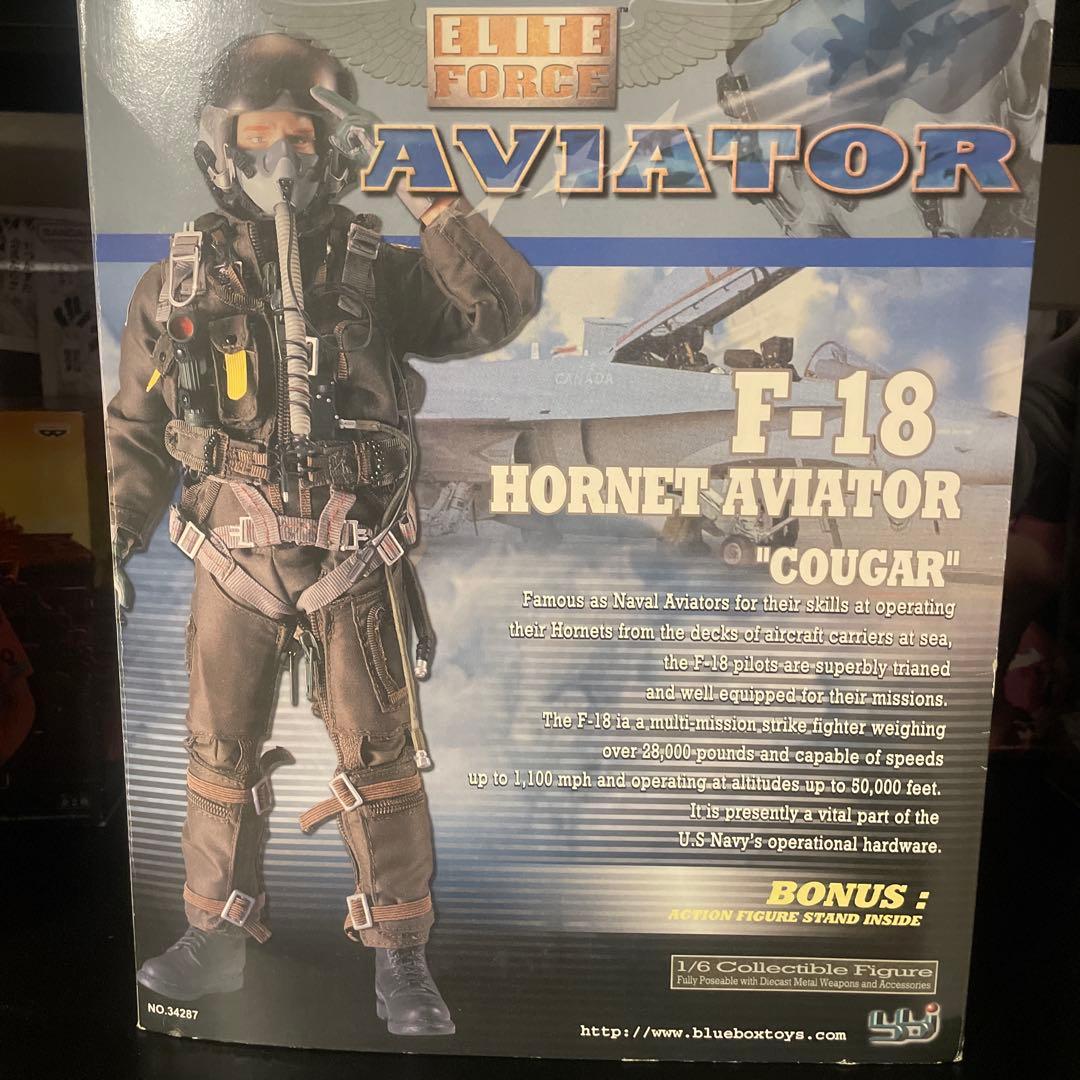 ELITE
FORCE™
AVIATOR
CANADA
F-18
HORNET AVIATOR
"COUGAR"
Famous as Naval Aviators for their skills at operating
their Hornets from the decks of aircraft carriers at sea,
the F-18 pilots are superbly trianed
and well equipped for their missions.
The F-18 ia a multi-mission strike fighter weighing
over 28,000 pounds and capable of speeds
up to 1,100 mph and operating at altitudes up to 50,000 feet.
It is presently a vital part of the
U.S Navy's operational hardware.
BONUS :
ACTION FIGURE STAND INSIDE
1/6 Collectible Figure
Fully Poseable with Diecast Metal Weapons and Accessories
NO.34287
http://www.blueboxtoys.com
bbi